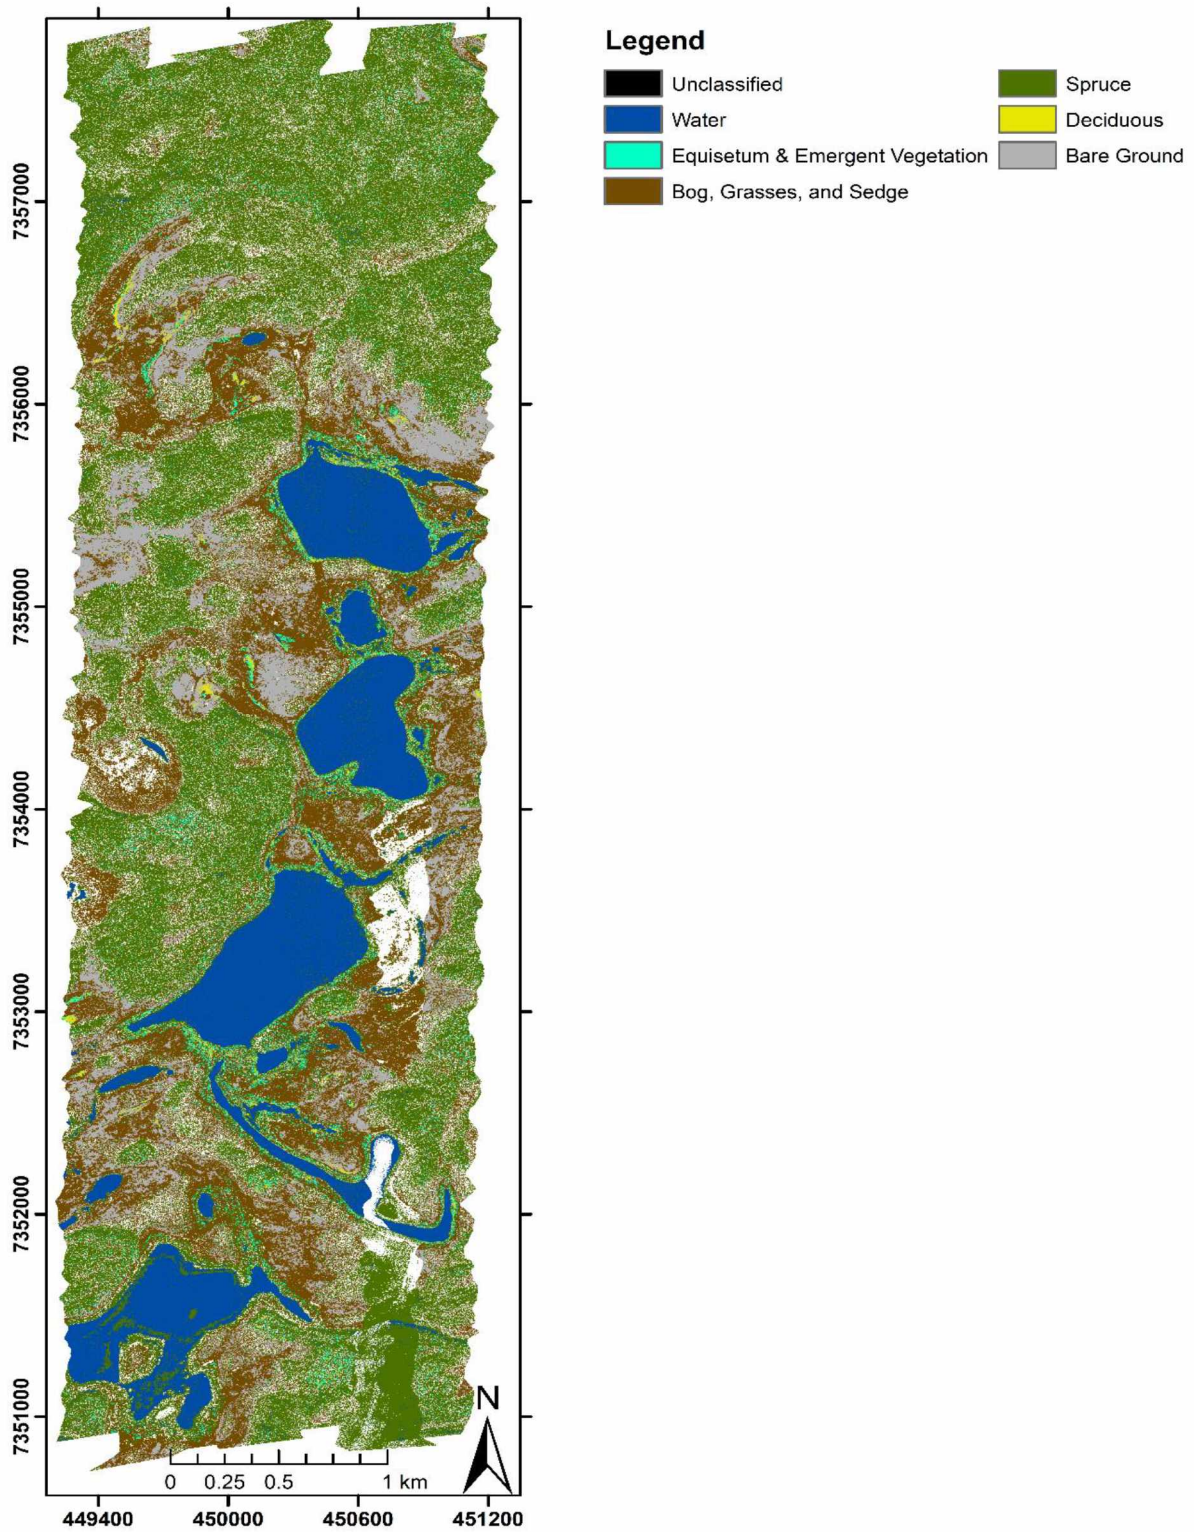 Legend
Unclassified
Water
Equisetum & Emergent Vegetation
Bog, Grasses, and Sedge
Spruce
Deciduous
Bare Ground
7357000
7356000
7355000
7354000
7353000
7352000
7351000
N
0 0.25 0.5 1 km
449400 450000 450600 451200